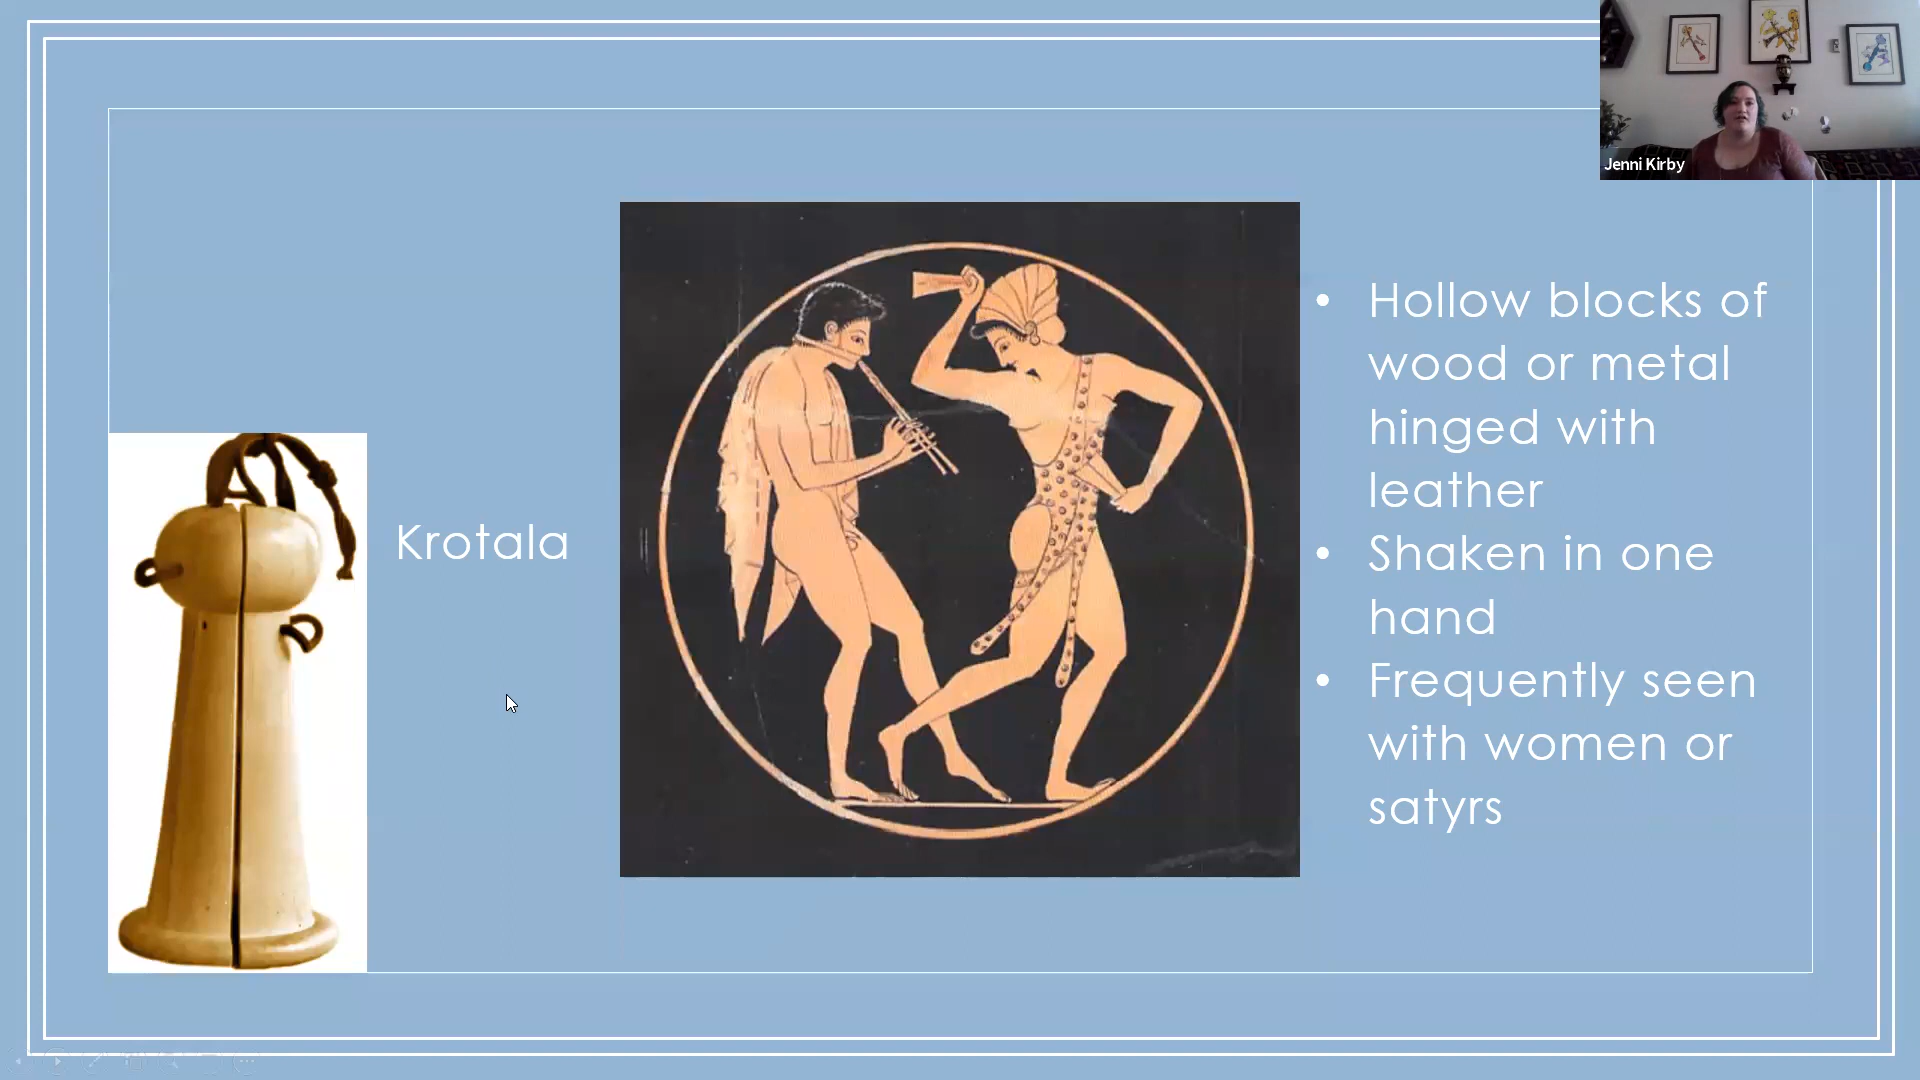 Jenni Kirby
Krotala
• Hollow blocks of
wood or metal
hinged with
leather
• Shaken in one
hand
• Frequently seen
with women or
satyrs